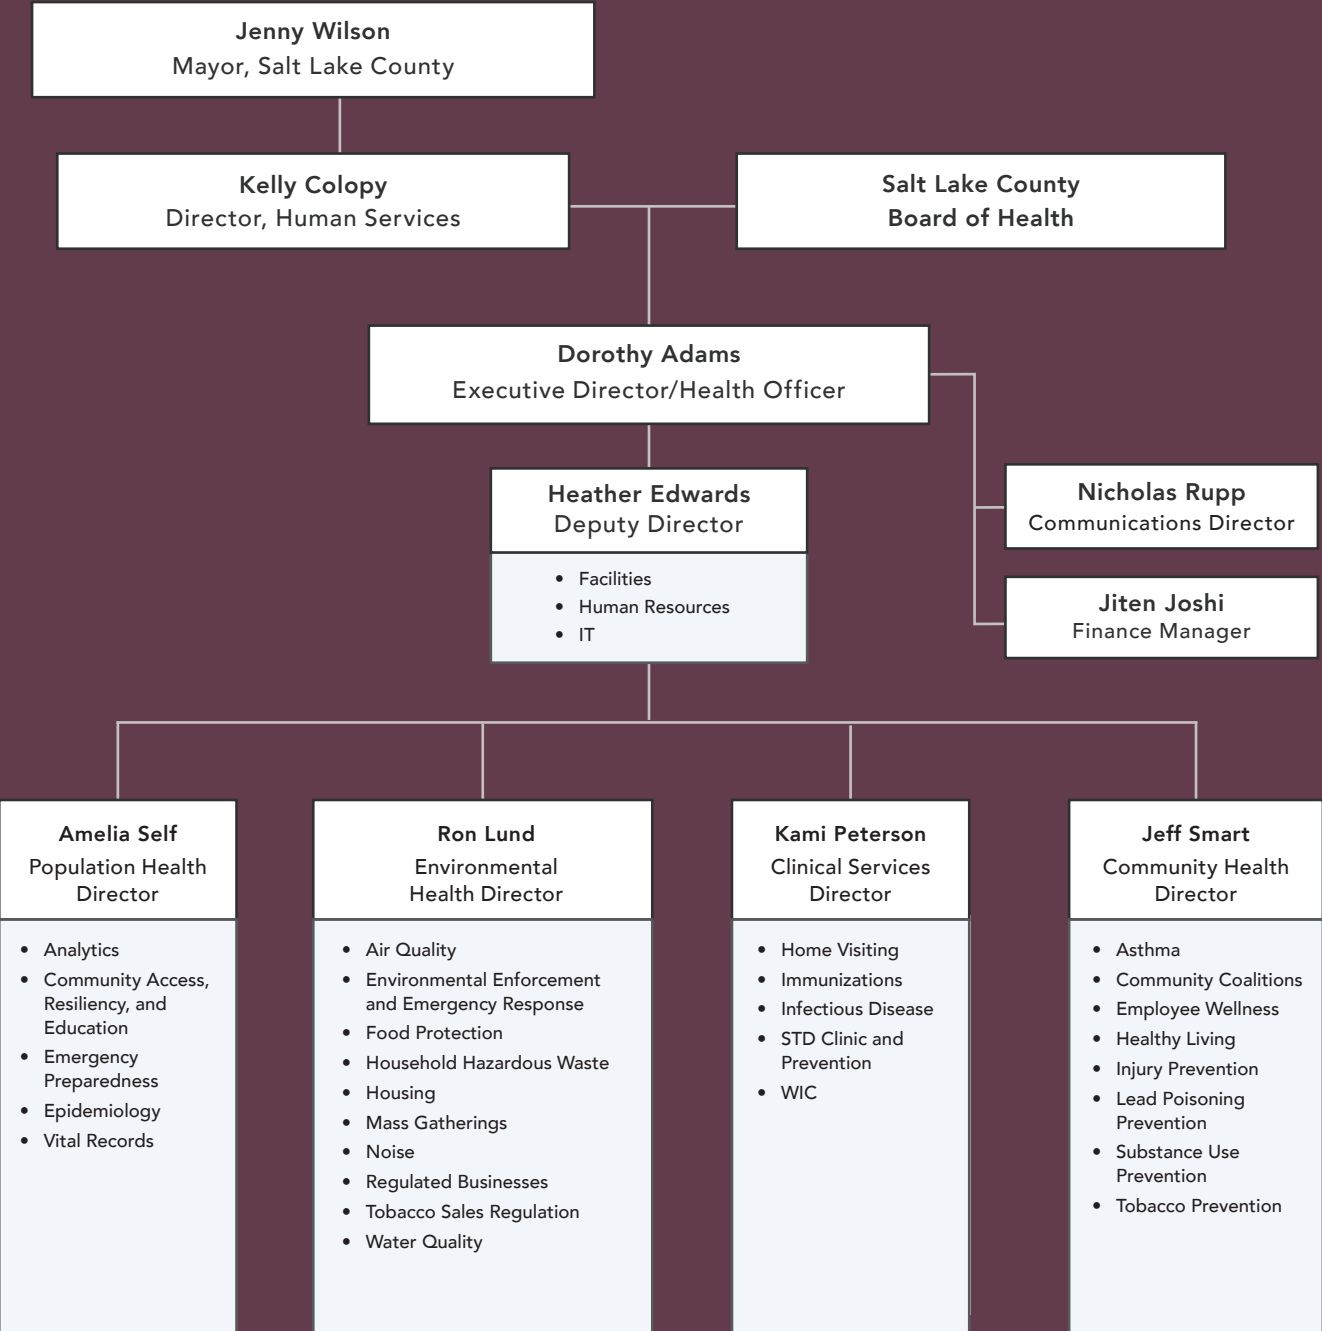 Jenny Wilson
Mayor, Salt Lake County
Kelly Colopy
Director, Human Services
Salt Lake County
Board of Health
Dorothy Adams
Executive Director/Health Officer
Heather Edwards
Deputy Director
• Facilities
• Human Resources
• IT
Nicholas Rupp
Communications Director
Jiten Joshi
Finance Manager
Amelia Self
Population Health
Director
• Analytics
• Community Access,
Resiliency, and
Education
• Emergency
Preparedness
• Epidemiology
• Vital Records
Ron Lund
Environmental
Health Director
• Air Quality
• Environmental Enforcement
and Emergency Response
• Food Protection
• Household Hazardous Waste
• Housing
• Mass Gatherings
• Noise
• Regulated Businesses
• Tobacco Sales Regulation
• Water Quality
Kami Peterson
Clinical Services
Director
• Home Visiting
• Immunizations
• Infectious Disease
• STD Clinic and
Prevention
• WIC
Jeff Smart
Community Health
Director
• Asthma
• Community Coalitions
• Employee Wellness
• Healthy Living
• Injury Prevention
• Lead Poisoning
Prevention
• Substance Use
Prevention
• Tobacco Prevention